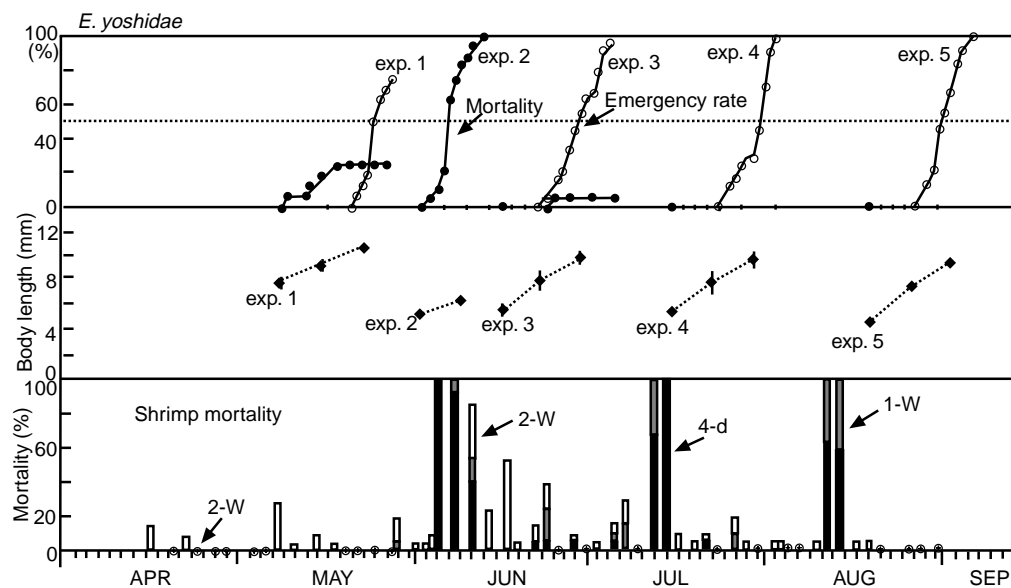 E. yoshidae
100
(%)
50
0
exp. 1
exp. 2
exp. 3
exp. 4
exp. 5
Mortality
Emergency rate
Body length (mm)
12
8
4
0
exp. 1
exp. 2
exp. 3
exp. 4
exp. 5
Mortality (%)
100
60
20
0
Shrimp mortality
2-W
2-W
4-d
1-W
APR MAY JUN JUL AUG SEP